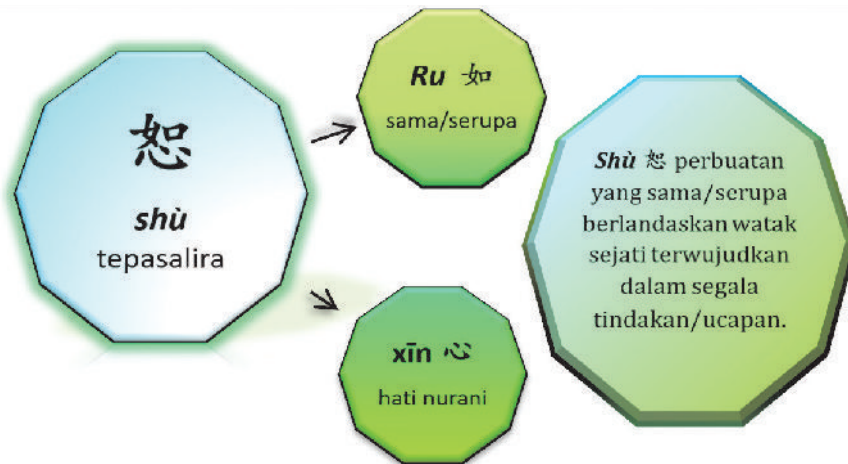 恕
shù
tepasalira
Ru 如
sama/serupa
xīn 心
hati nurani
Shù 恕 perbuatan
yang sama/serupa
berlandaskan watak
sejati terwujudkan
dalam segala
tindakan/ucapan.